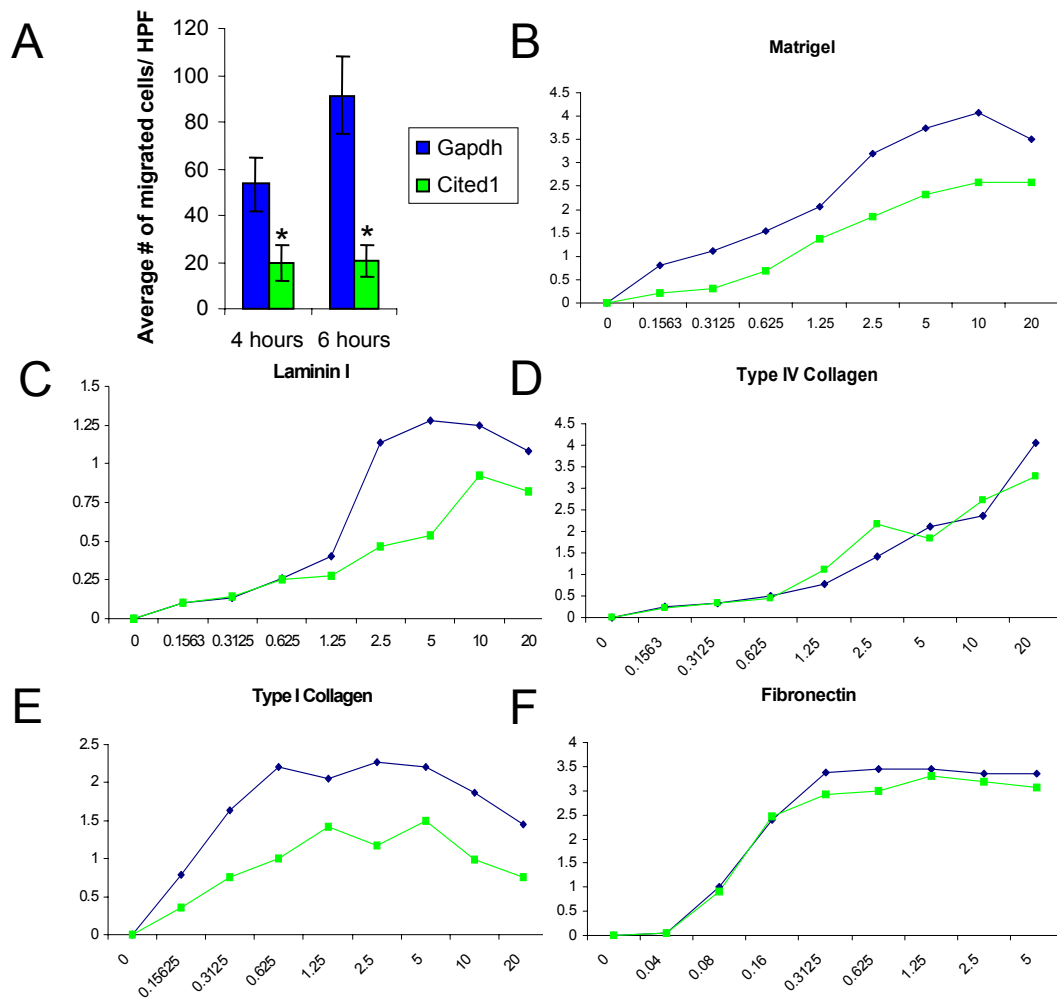 A
Average # of migrated cells/ HPF
120
100
80
60
40
20
0
*
*
4 hours 6 hours
Gapdh
Cited1
B
Matrigel
4.5
4
3.5
3
2.5
2
1.5
1
0.5
0
0 0.1563 0.3125 0.625 1.25 2.5 5 10 20
C
Laminin I
1.5
1.25
1
0.75
0.5
0.25
0
0 0.1563 0.3125 0.625 1.25 2.5 5 10 20
D
Type IV Collagen
4.5
4
3.5
3
2.5
2
1.5
1
0.5
0
0 0.1563 0.3125 0.625 1.25 2.5 5 10 20
E
Type I Collagen
2.5
2
1.5
1
0.5
0
0 0.15625 0.3125 0.625 1.25 2.5 5 10 20
F
Fibronectin
4
3.5
3
2.5
2
1.5
1
0.5
0
0 0.04 0.08 0.16 0.3125 0.625 1.25 2.5 5